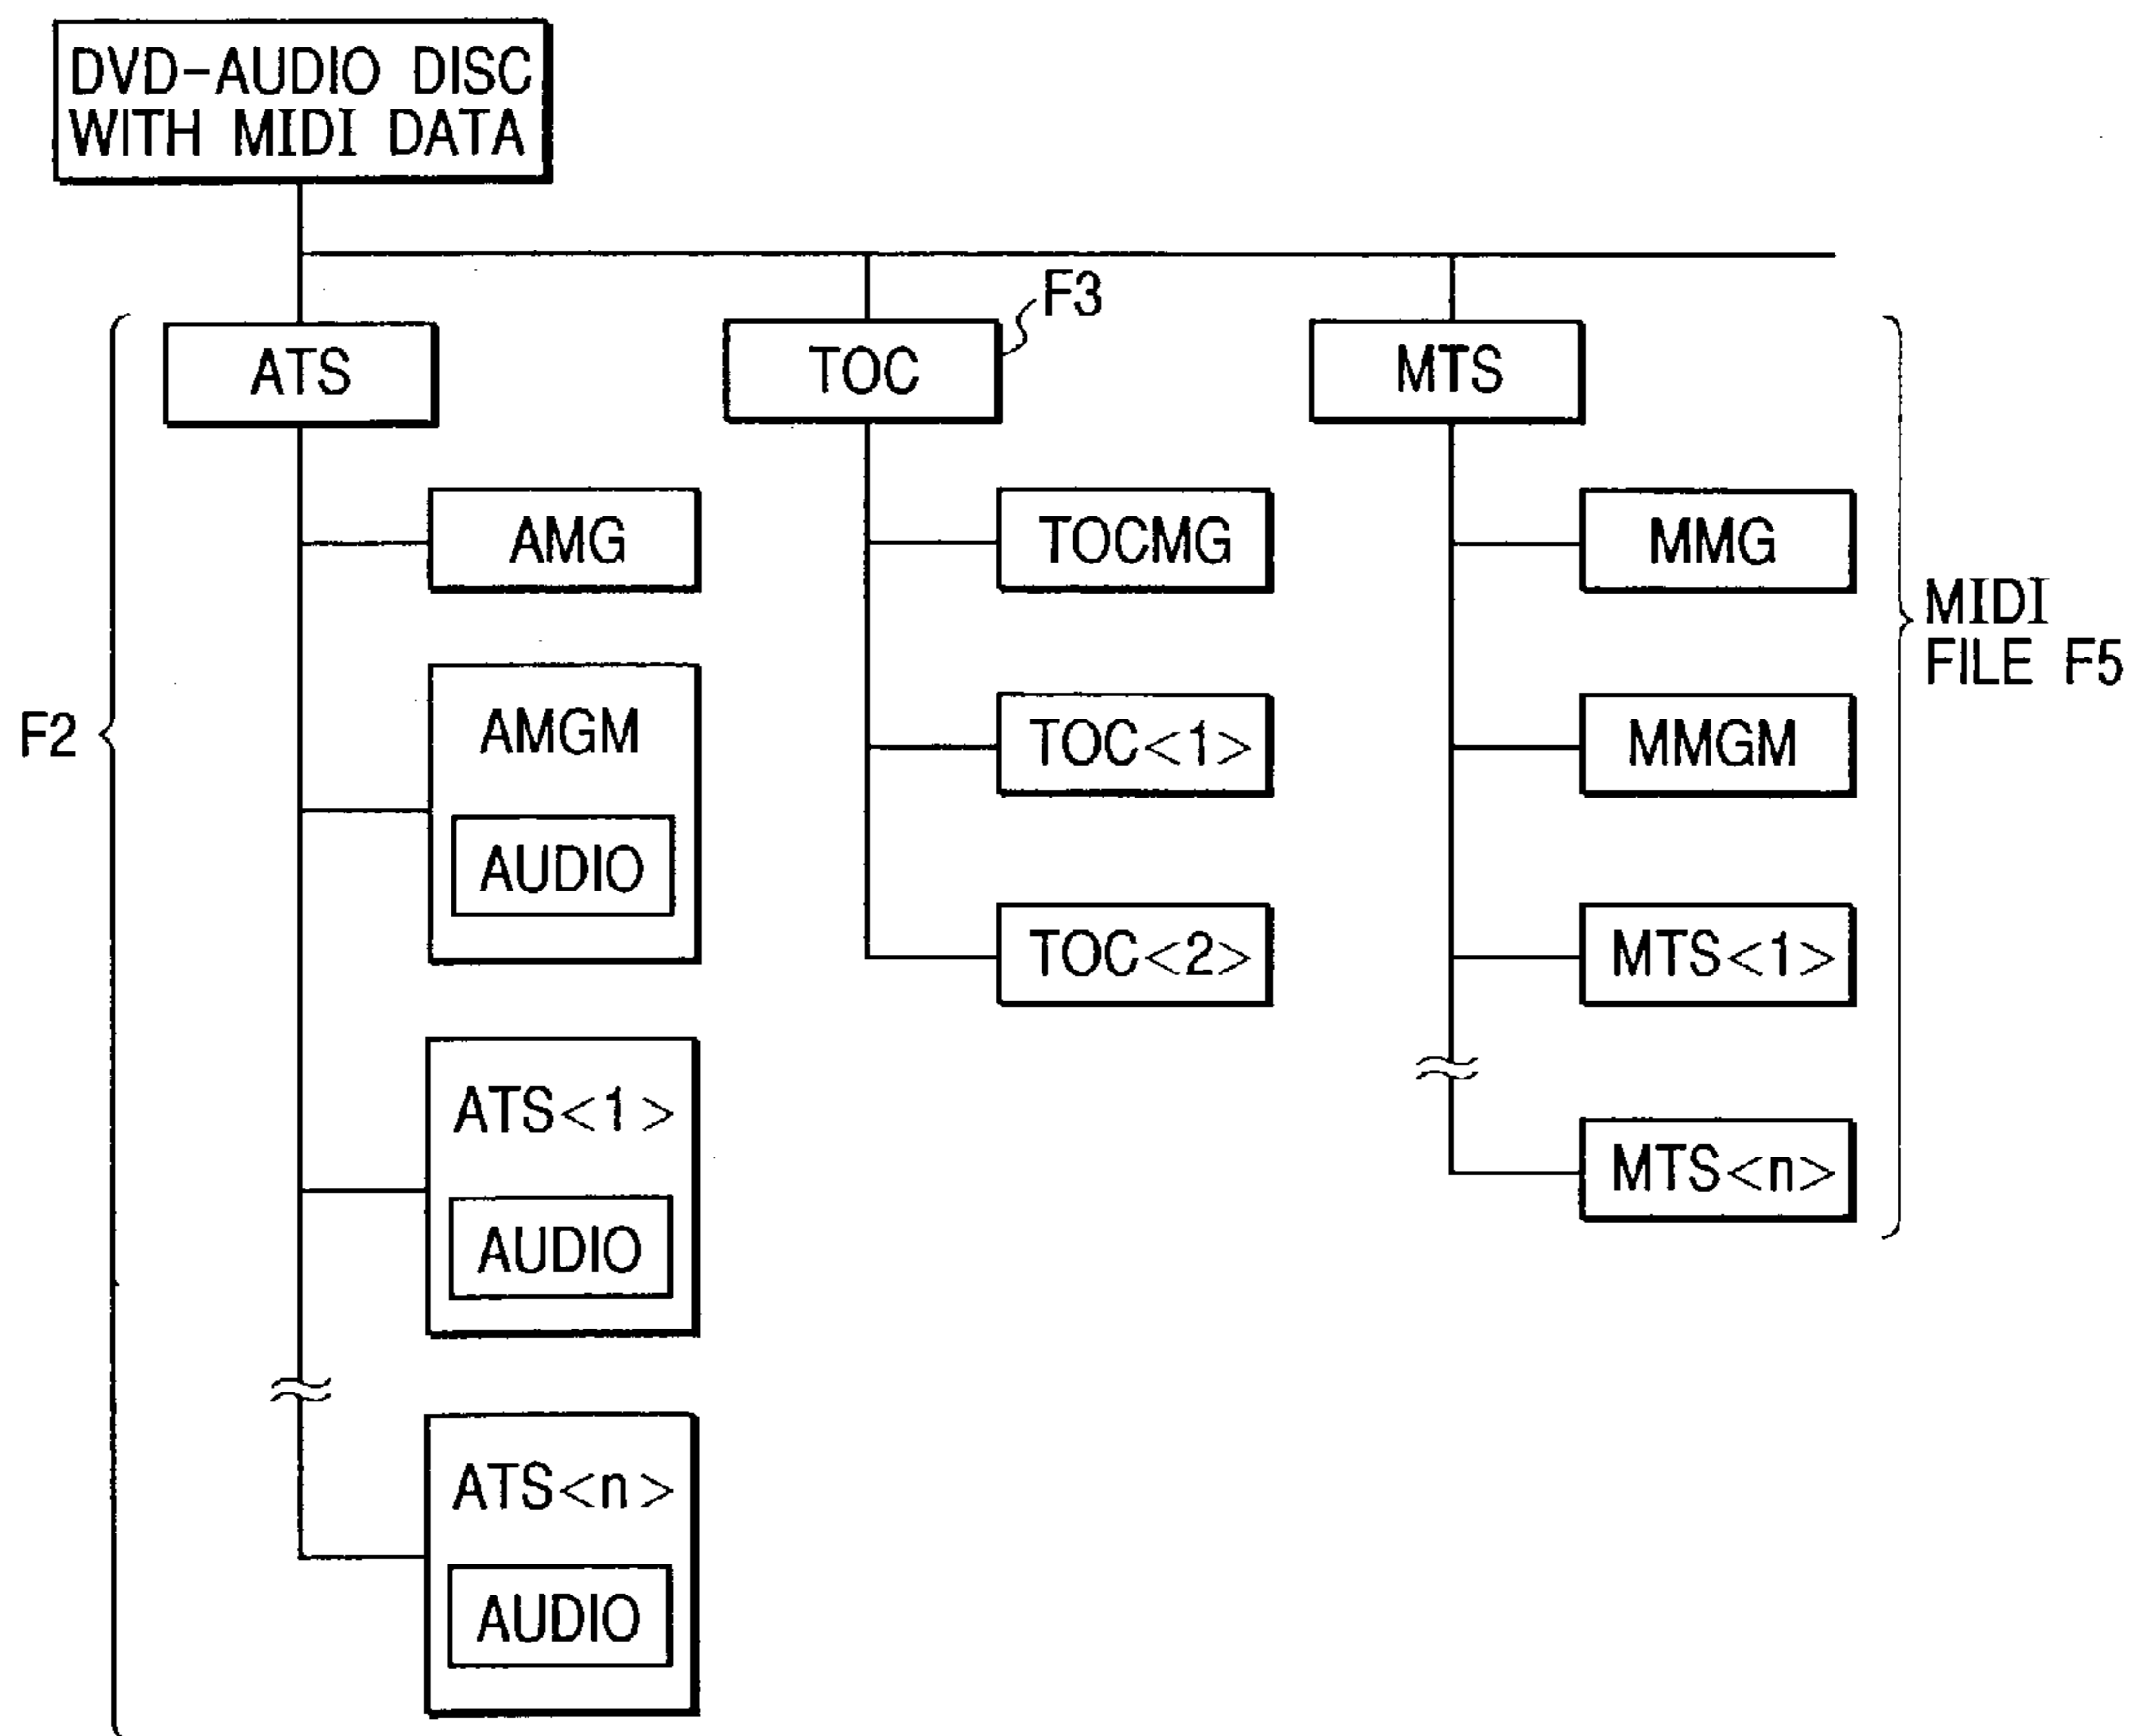 DVD-AUDIO DISC
WITH MIDI DATA
F3
ATS
TOC
MTS
AMG
TOCMG
MMG
MIDI
FILE F5
F2
AMGM
TOC<1>
MMGM
AUDIO
TOC<2>
MTS<1>
ATS<1>
MTS<n>
AUDIO
ATS<n>
AUDIO